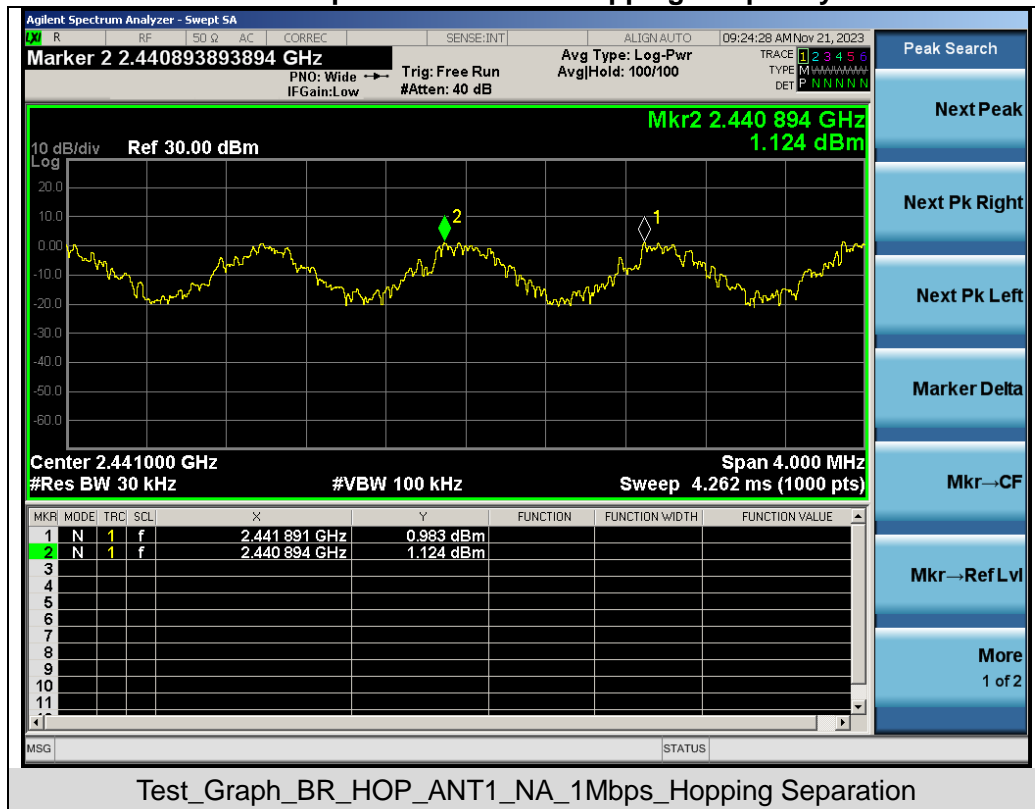 Agilent Spectrum Analyzer - Swept SA
LXI R RF 50 Ω AC CORREC SENSE:INT ALIGN AUTO 09:24:28 AM Nov 21, 2023
Marker 2 2.440893893894 GHz
PNO: Wide
IFGain:Low
Trig: Free Run
#Atten: 40 dB
Avg Type: Log-Pwr
Avg|Hold: 100/100
TRACE 1 2 3 4 5 6
TYPE M WWWWW
DET P N N N N N
Peak Search
Next Peak
Next Pk Right
Next Pk Left
Marker Delta
Mkr→CF
Mkr→Ref Lvl
More
1 of 2
Mkr2 2.440 894 GHz
1.124 dBm
10 dB/div Ref 30.00 dBm
Log
20.0
10.0
0.00
-10.0
-20.0
-30.0
-40.0
-50.0
-60.0
2
1
Center 2.441000 GHz Span 4.000 MHz
#Res BW 30 kHz #VBW 100 kHz Sweep 4.262 ms (1000 pts)
MKR MODE TRC SCL X Y FUNCTION FUNCTION WIDTH FUNCTION VALUE
1 N 1 f 2.441 891 GHz 0.983 dBm
2 N 1 f 2.440 894 GHz 1.124 dBm
3
4
5
6
7
8
9
10
11
MSG STATUS
Test_Graph_BR_HOP_ANT1_NA_1Mbps_Hopping Separation